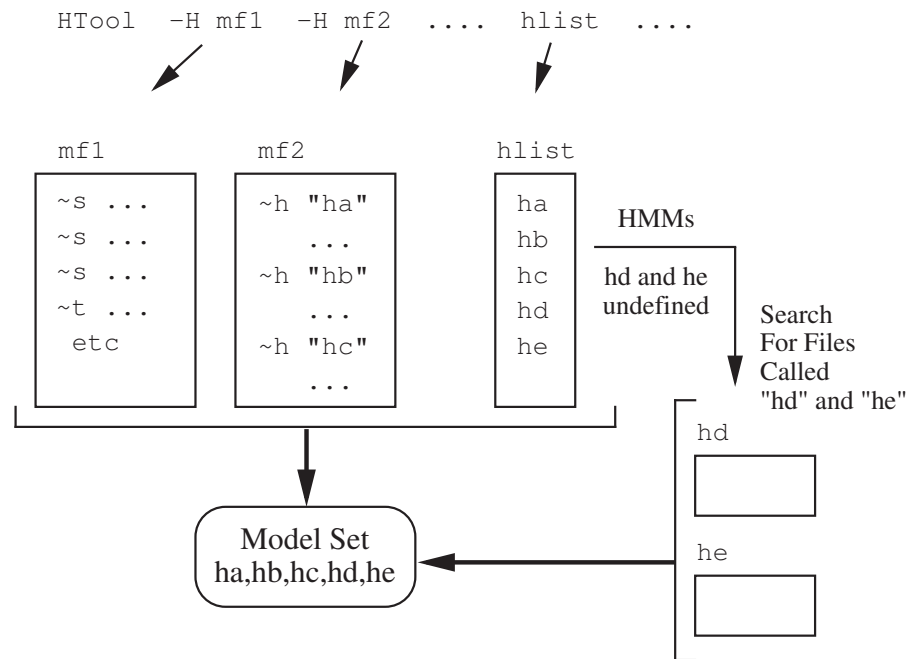 HTool -H mf1 -H mf2 .... hlist ....
mf1
~s ...
~s ...
~s ...
~t ...
etc
mf2
~h "ha"
...
~h "hb"
...
~h "hc"
...
hlist
ha
hb
hc
hd
he
HMMs
hd and he
undefined
Search
For Files
Called
"hd" and "he"
hd
he
Model Set
ha,hb,hc,hd,he